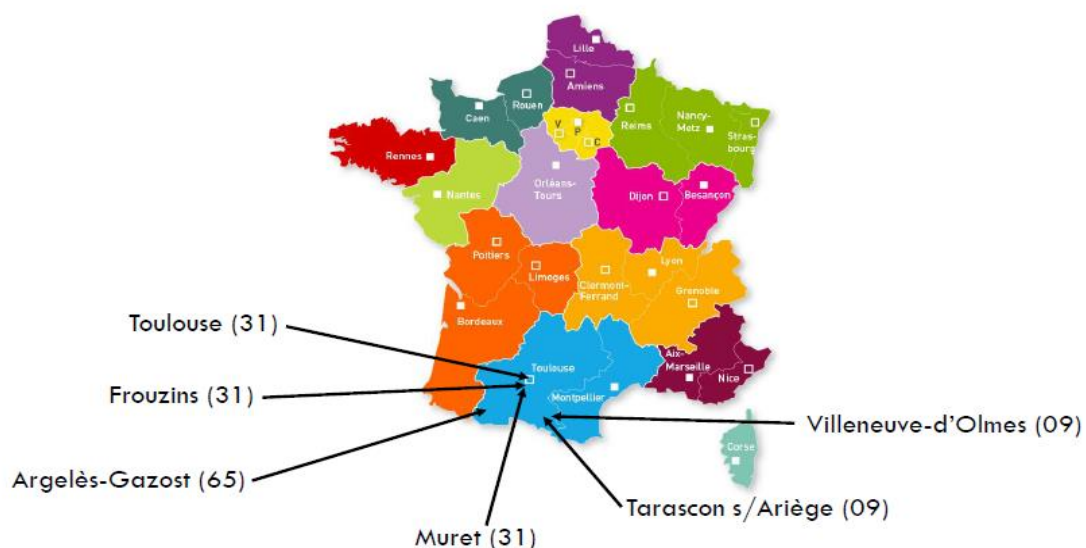 Lille
Amiens
Rouen
Caen
Reims
Nancy-
Metz
Stras-
bourg
V
P
C
Rennes
Nantes
Orléans-
Tours
Dijon
Besançon
Poitiers
Limoges
Clermont-
Ferrand
Lyon
Grenoble
Bordeaux
Toulouse (31)
Toulouse
Aix-
Marseille
Nice
Montpellier
Frouzins (31)
Villeneuve-d'Olmes (09)
Corse
Argelès-Gazost (65)
Tarascon s/Ariège (09)
Muret (31)